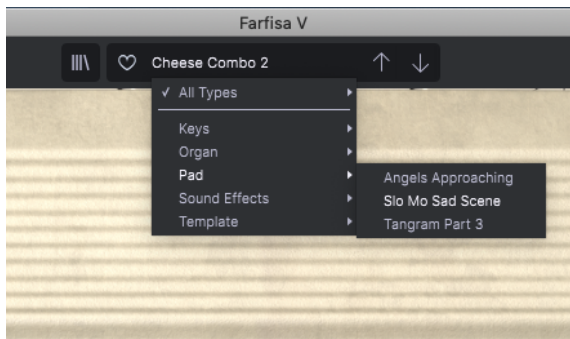 Farfisa V
Cheese Combo 2
All Types
Keys
Organ
Pad
Sound Effects
Template
Angels Approaching
Slo Mo Sad Scene
Tangram Part 3